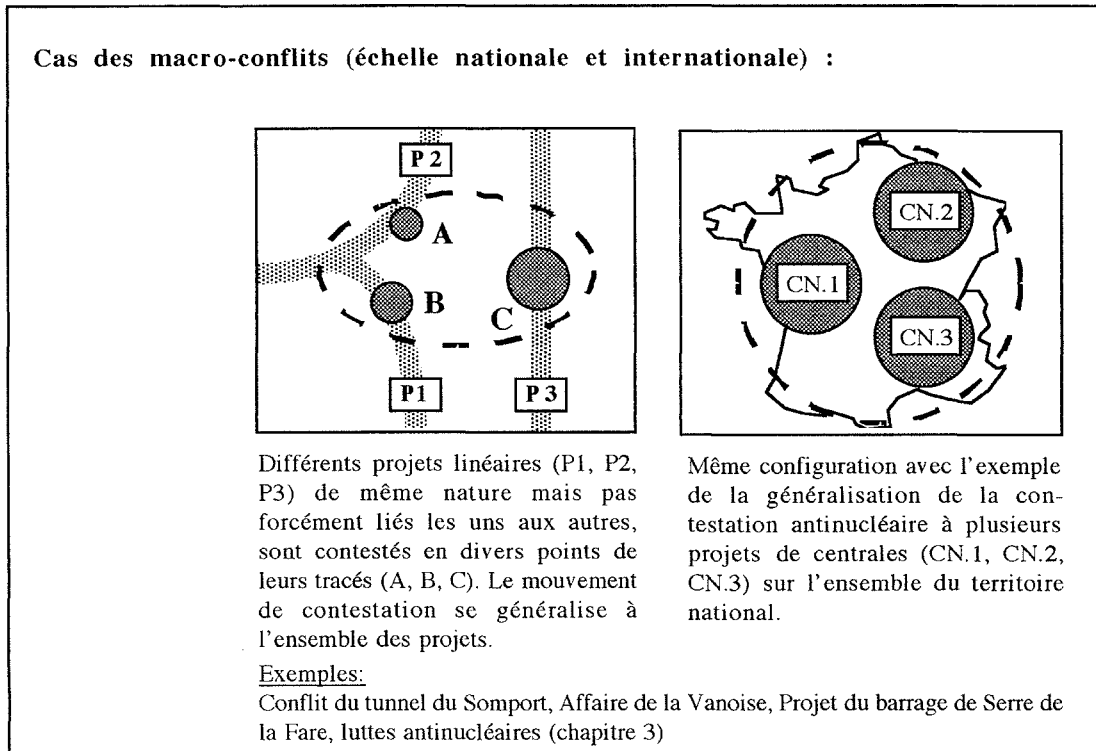 Cas des macro-conflits (échelle nationale et internationale) :
P 2
A
B
C
P1
P 3
CN.2
CN.1
CN.3
Différents projets linéaires (P1, P2,
P3) de même nature mais pas
forcément liés les uns aux autres,
sont contestés en divers points de
leurs tracés (A, B, C). Le mouvement
de contestation se généralise à
l'ensemble des projets.
Même configuration avec l'exemple
de la généralisation de la con-
testation antinucléaire à plusieurs
projets de centrales (CN.1, CN.2,
CN.3) sur l'ensemble du territoire
national.
Exemples:
Conflit du tunnel du Somport, Affaire de la Vanoise, Projet du barrage de Serre de
la Fare, luttes antinucléaires (chapitre 3)